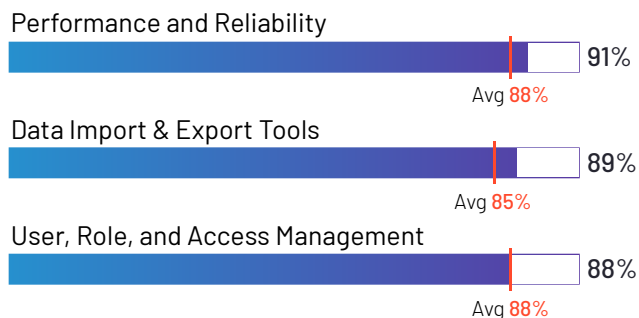 Performance and Reliability
91%
Avg 88%
Data Import & Export Tools
89%
Avg 85%
User, Role, and Access Management
88%
Avg 88%